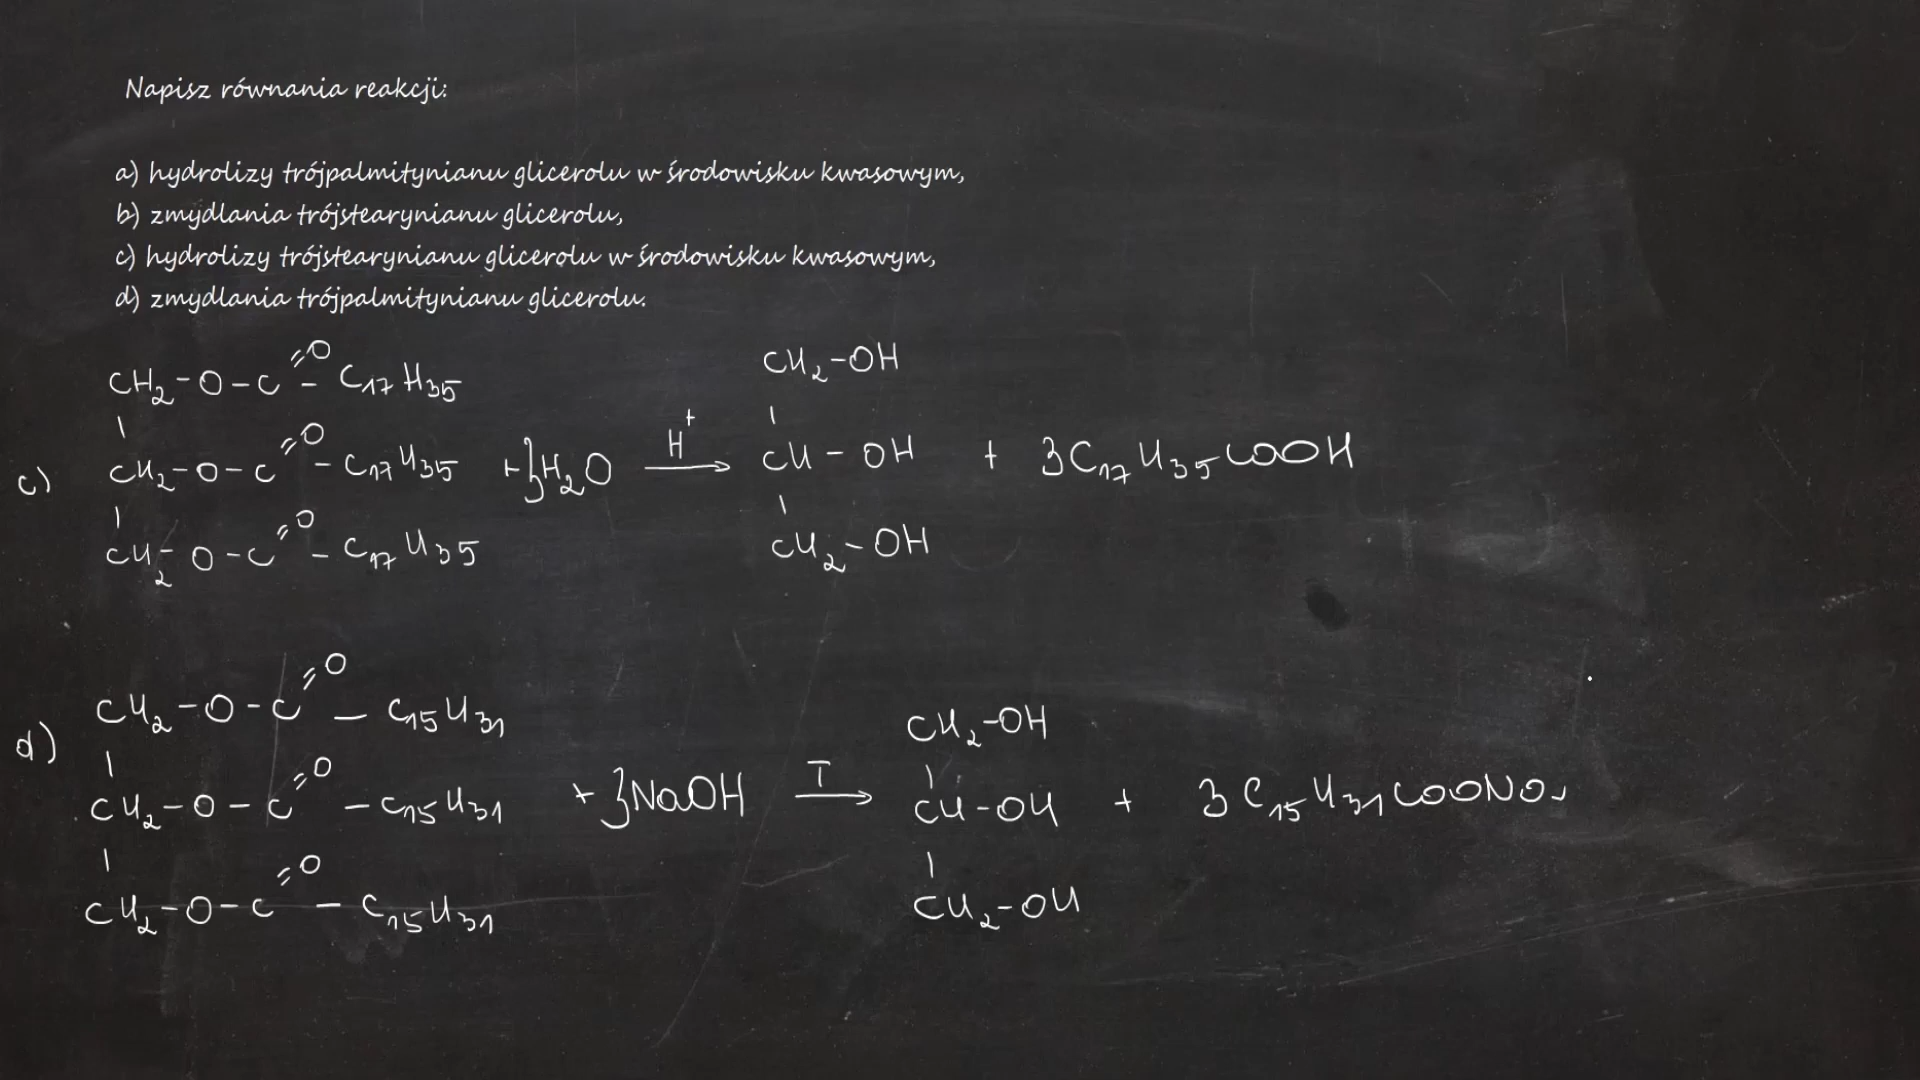 Napisz równania reakcji:
a) hydrolizy trójpalmitynianu glicerolu w środowisku kwasowym,
b) zmydlania trójstearynianu glicerolu,
c) hydrolizy trójstearynianu glicerolu w środowisku kwasowym,
d) zmydlania trójpalmitynianu glicerolu.
=O
CH₂-O-C - C₁₇H₃₅ CH₂-OH
=O H⁺
c) CH₂-O-C - C₁₇H₃₅ + 3H₂O → CH - OH + 3C₁₇H₃₅COOH
=O
CH₂-O-C - C₁₇H₃₅ CH₂-OH
=O
CH₂-O-C - C₁₅H₃₁ CH₂-OH
d)
=O T
CH₂-O-C - C₁₅H₃₁ + 3NaOH → CH-OH + 3C₁₅H₃₁COONa
=O
CH₂-O-C - C₁₅H₃₁ CH₂-OH